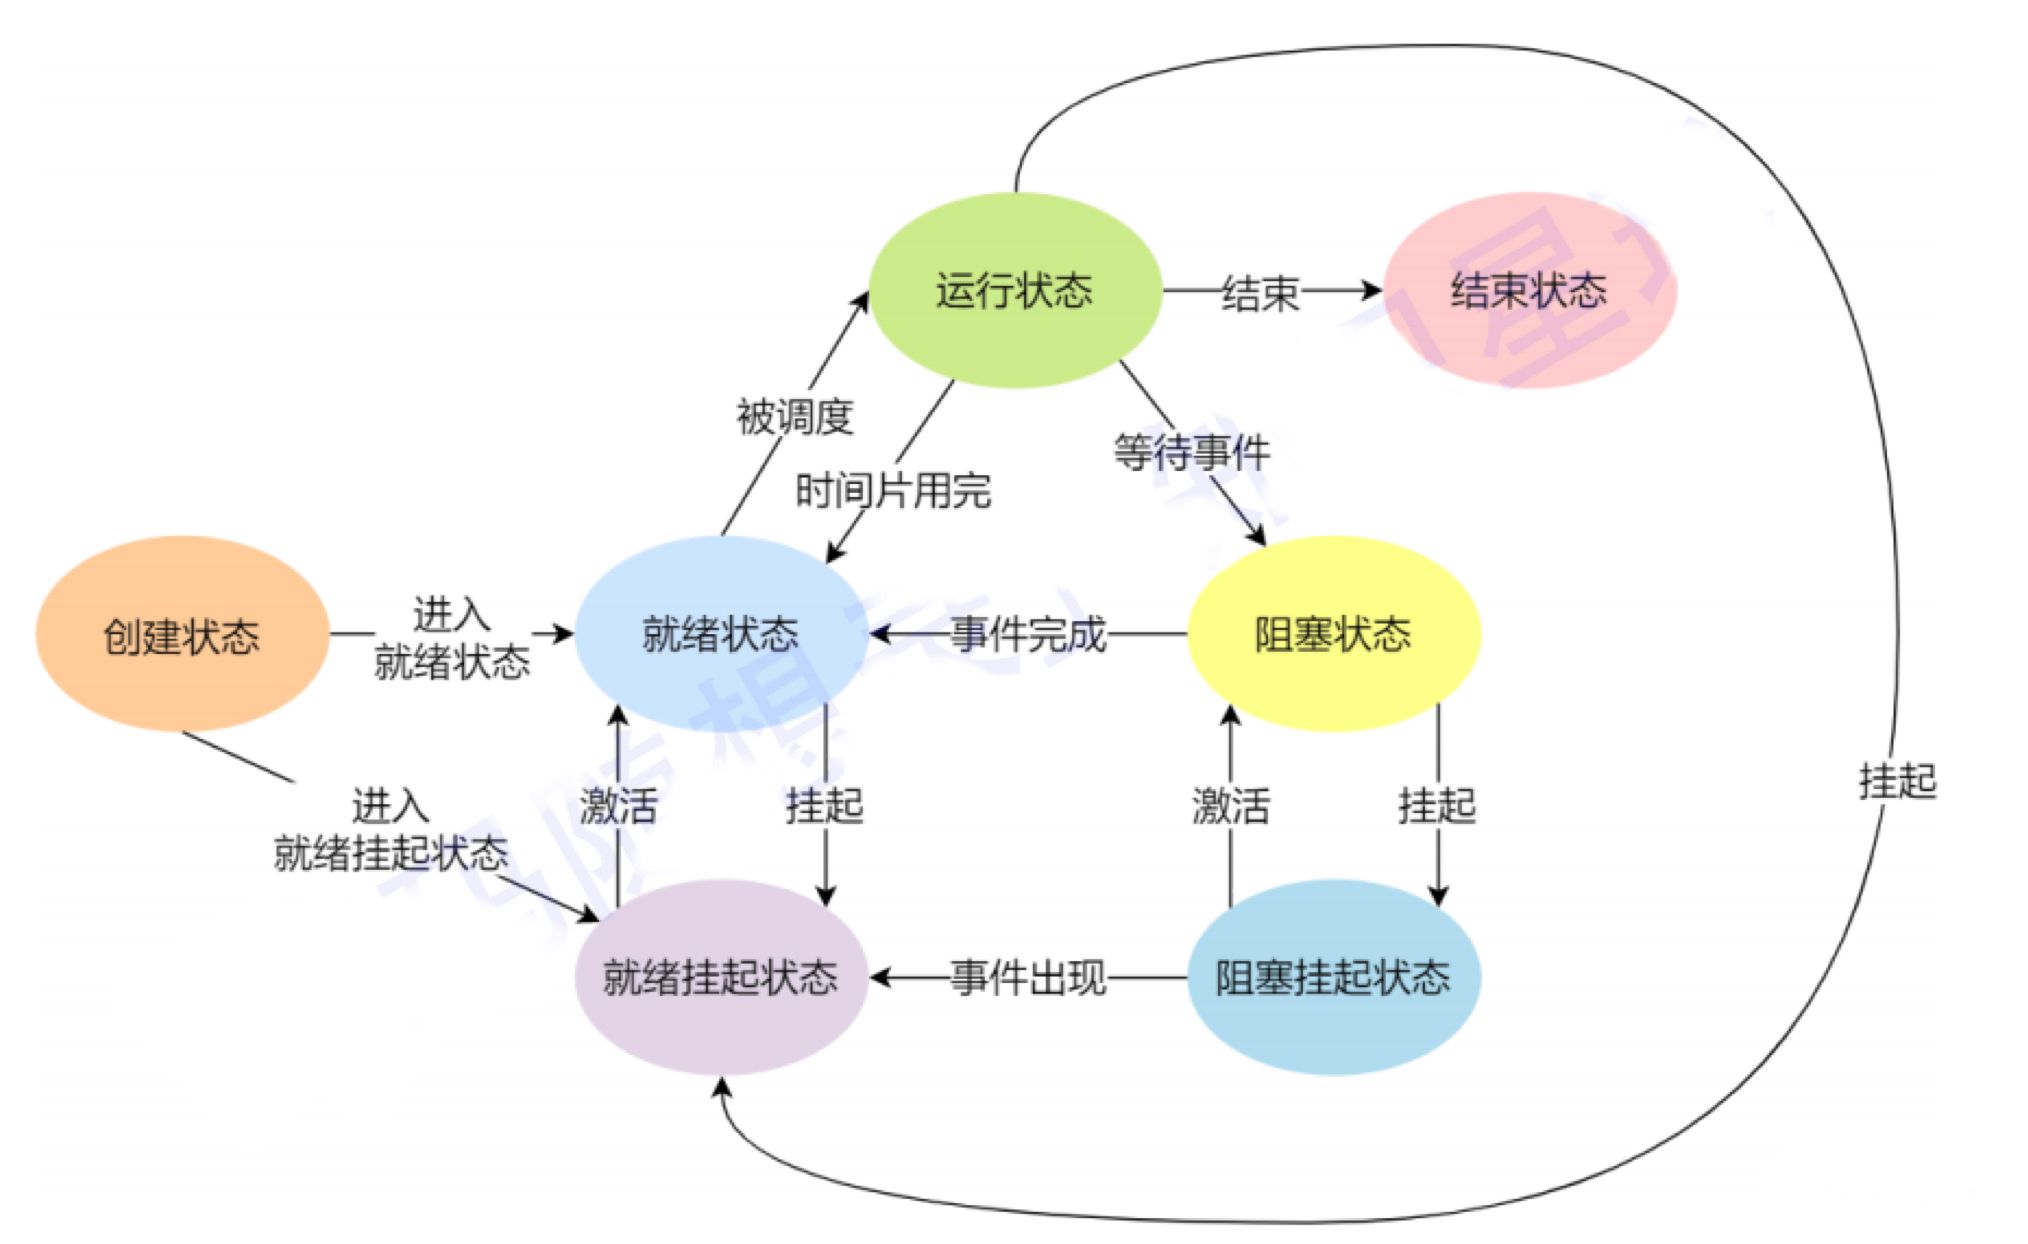 运行状态
结束
结束状态
被调度
等待事件
时间片用完
创建状态
进入
就绪状态
就绪状态
事件完成
阻塞状态
进入
就绪挂起状态
激活
挂起
激活
挂起
挂起
就绪挂起状态
事件出现
阻塞挂起状态